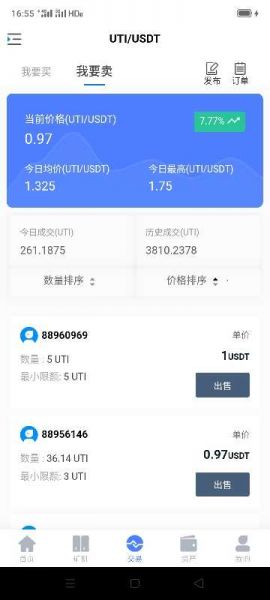 16:55
UTI/USDT
我要买 我要卖 发布 订单
当前价格(UTI/USDT) 7.77%
0.97
今日均价(UTI/USDT) 今日最高(UTI/USDT)
1.325 1.75
今日成交(UTI) 历史成交(UTI)
261.1875 3810.2378
数量排序 价格排序
88960969 单价
数量 : 5 UTI 1USDT
最小限额: 5 UTI 出售
88956146 单价
数量 : 36.14 UTI 0.97USDT
最小限额: 3 UTI 出售
首页 矿机 交易 资产 我的